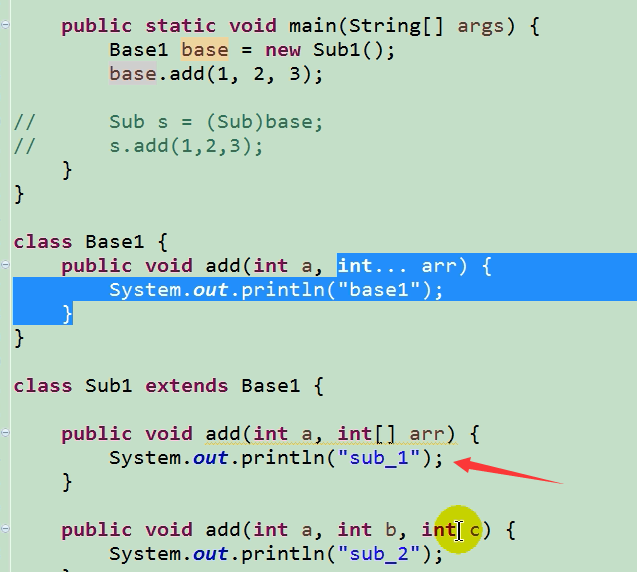 public static void main(String[] args) {
Base1 base = new Sub1();
base.add(1, 2, 3);
// Sub s = (Sub)base;
// s.add(1,2,3);
}
}
class Base1 {
public void add(int a, int... arr) {
System.out.println("base1");
}
}
class Sub1 extends Base1 {
public void add(int a, int[] arr) {
System.out.println("sub_1");
}
public void add(int a, int b, int c) {
System.out.println("sub_2");